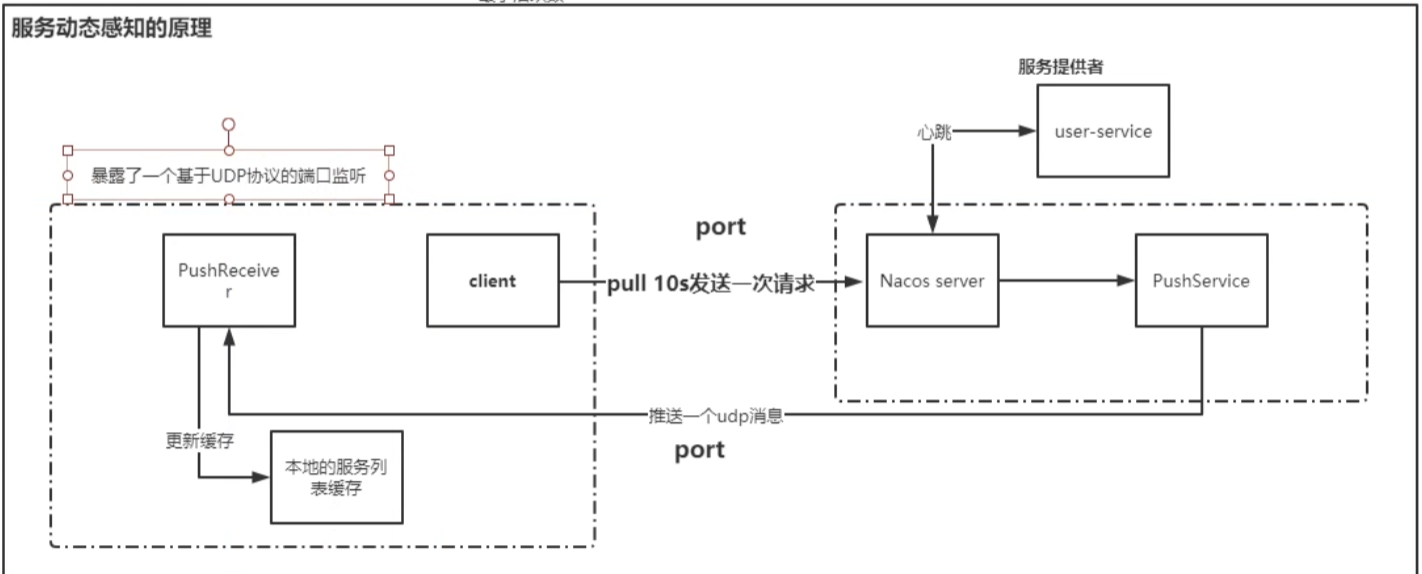 服务动态感知的原理
服务提供者
user-service
心跳
暴露了一个基于UDP协议的端口监听
port
PushReceive
r
client
pull 10s发送一次请求
Nacos server
PushService
推送一个udp消息
port
更新缓存
本地的服务列
表缓存